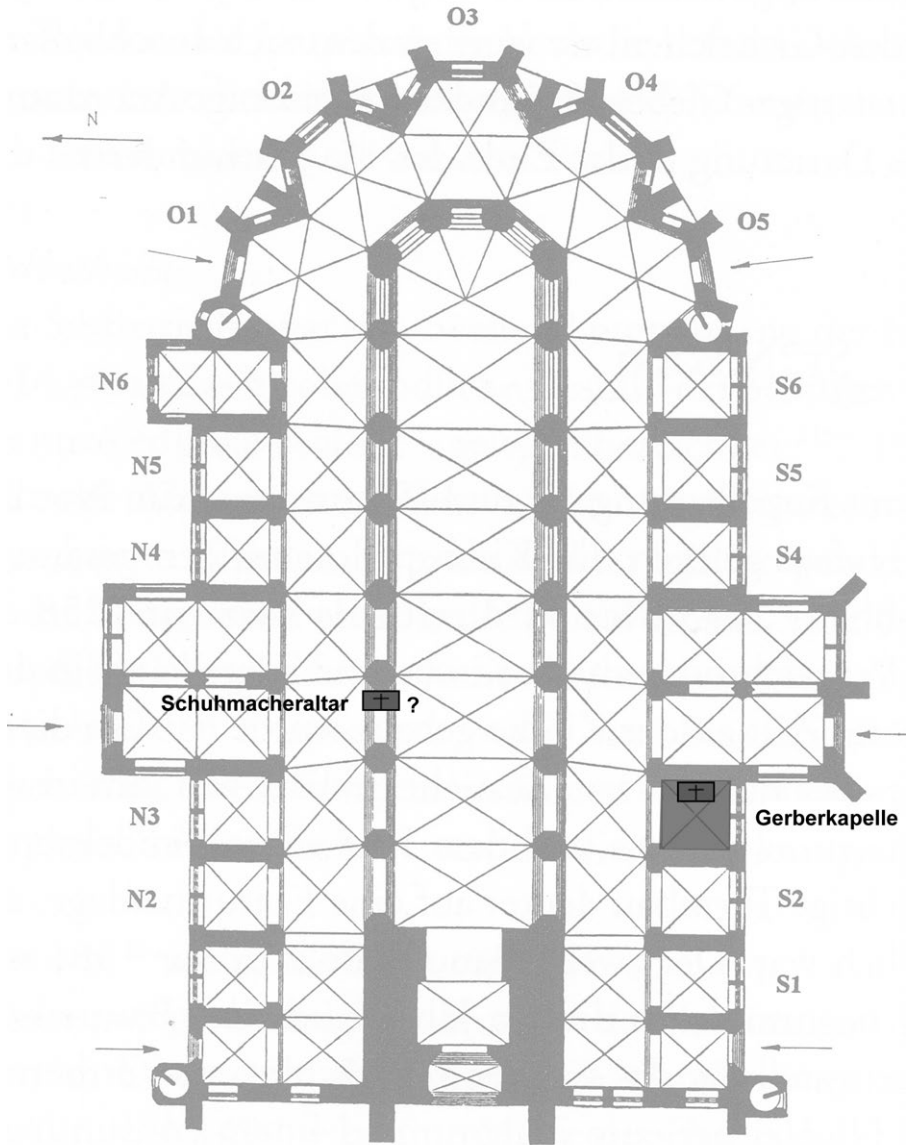 O3
O2
O4
N
O1
O5
N6
S6
N5
S5
N4
S4
Schuhmacheraltar
?
N3
Gerberkapelle
N2
S2
S1